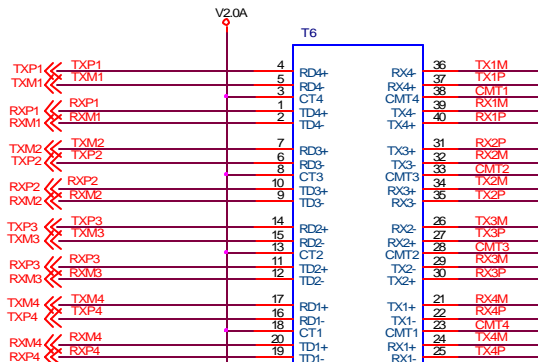 V2.0A
T6
TXP1 TXP1 4 RD4+ RX4- 36 TX1M
TXM1 TXM1 5 RD4- RX4+ 37 TX1P
3 CT4 CMT4 38 CMT1
RXP1 RXP1 1 TD4+ TX4- 39 RX1M
RXM1 RXM1 2 TD4- TX4+ 40 RX1P
TXM2 TXM2 7 RD3+ TX3+ 31 RX2P
TXP2 TXP2 6 RD3- TX3- 32 RX2M
8 CT3 CMT3 33 CMT2
RXP2 RXP2 10 TD3+ RX3+ 34 TX2M
RXM2 RXM2 9 TD3- RX3- 35 TX2P
TXP3 TXP3 14 RD2+ RX2- 26 TX3M
TXM3 TXM3 15 RD2- RX2+ 27 TX3P
13 CT2 CMT2 28 CMT3
RXP3 RXP3 11 TD2+ TX2- 29 RX3M
RXM3 RXM3 12 TD2- TX2+ 30 RX3P
TXM4 TXM4 17 RD1+ TX1+ 21 RX4M
TXP4 TXP4 16 RD1- TX1- 22 RX4P
18 CT1 CMT1 23 CMT4
RXM4 RXM4 20 TD1+ RX1+ 24 TX4M
RXP4 RXP4 19 TD1- RX1- 25 TX4P